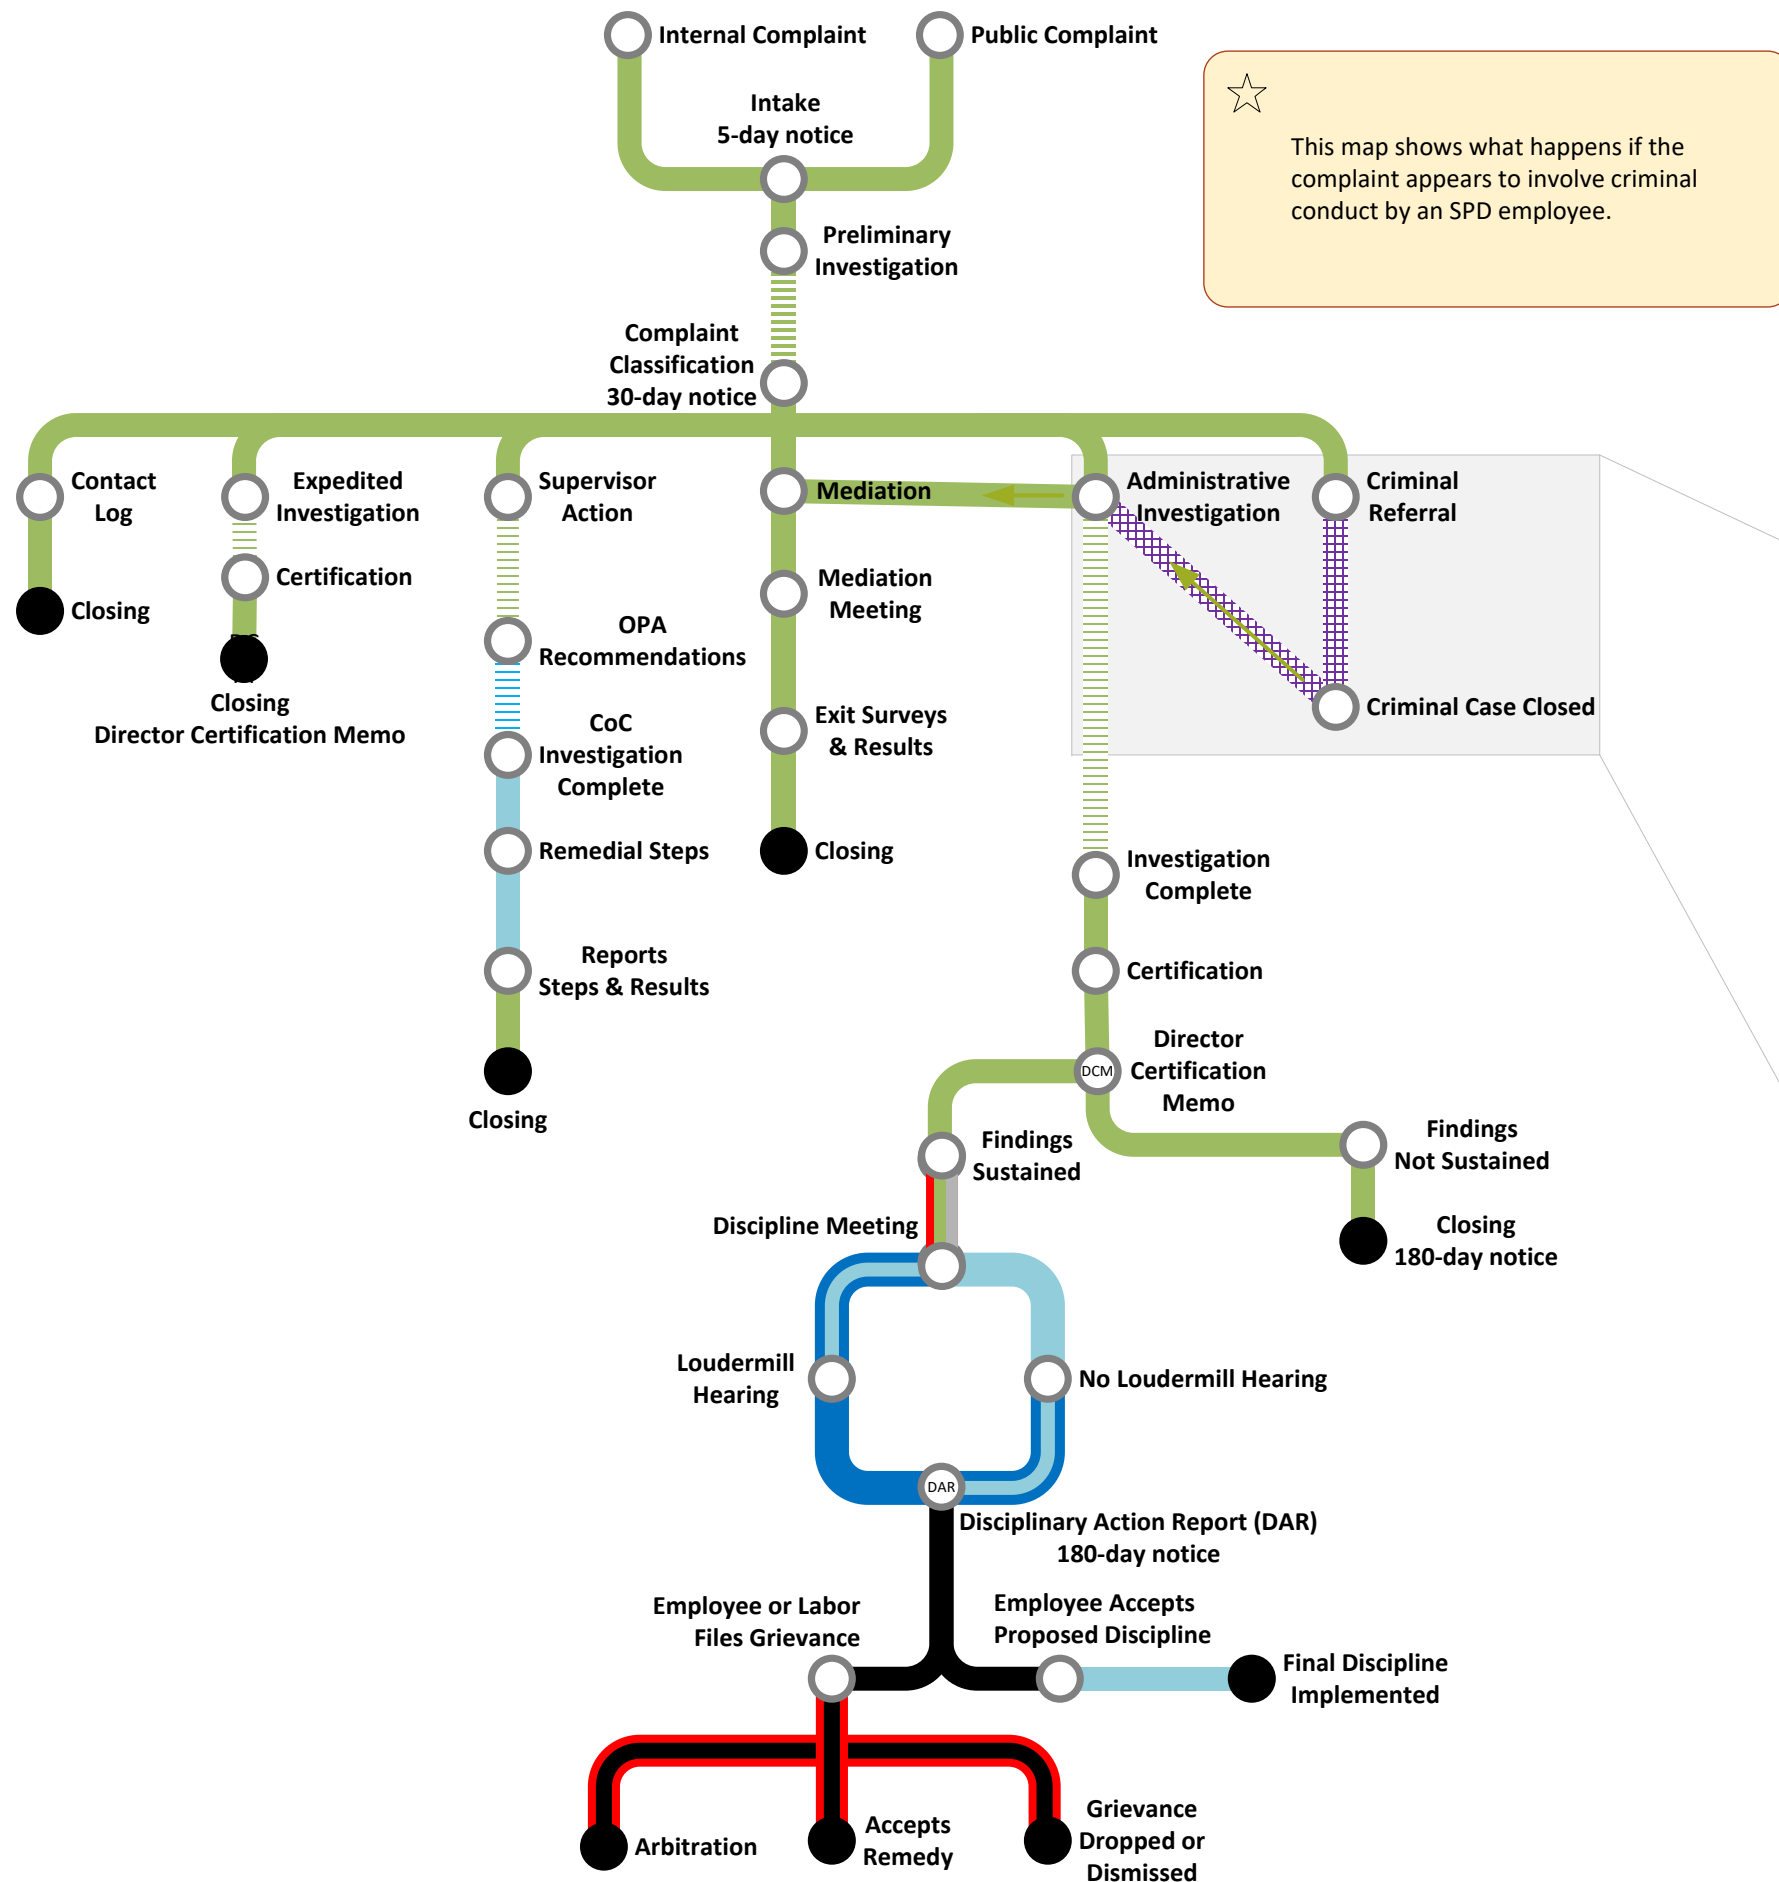 Internal Complaint
Public Complaint
Intake
5-day notice
This map shows what happens if the
complaint appears to involve criminal
conduct by an SPD employee.
Preliminary
Investigation
Complaint
Classification
30-day notice
Contact
Log
Expedited
Investigation
Supervisor
Action
Mediation
Administrative
Investigation
Criminal
Referral
Certification
Closing
Mediation
Meeting
OPA
Recommendations
Closing
Director Certification Memo
CoC
Investigation
Complete
Exit Surveys
& Results
Criminal Case Closed
Remedial Steps
Closing
Investigation
Complete
Reports
Steps & Results
Certification
Closing
DCM
Director
Certification
Memo
Findings
Sustained
Findings
Not Sustained
Discipline Meeting
Closing
180-day notice
Loudermill
Hearing
No Loudermill Hearing
DAR
Disciplinary Action Report (DAR)
180-day notice
Employee or Labor
Files Grievance
Employee Accepts
Proposed Discipline
Final Discipline
Implemented
Arbitration
Accepts
Remedy
Grievance
Dropped or
Dismissed